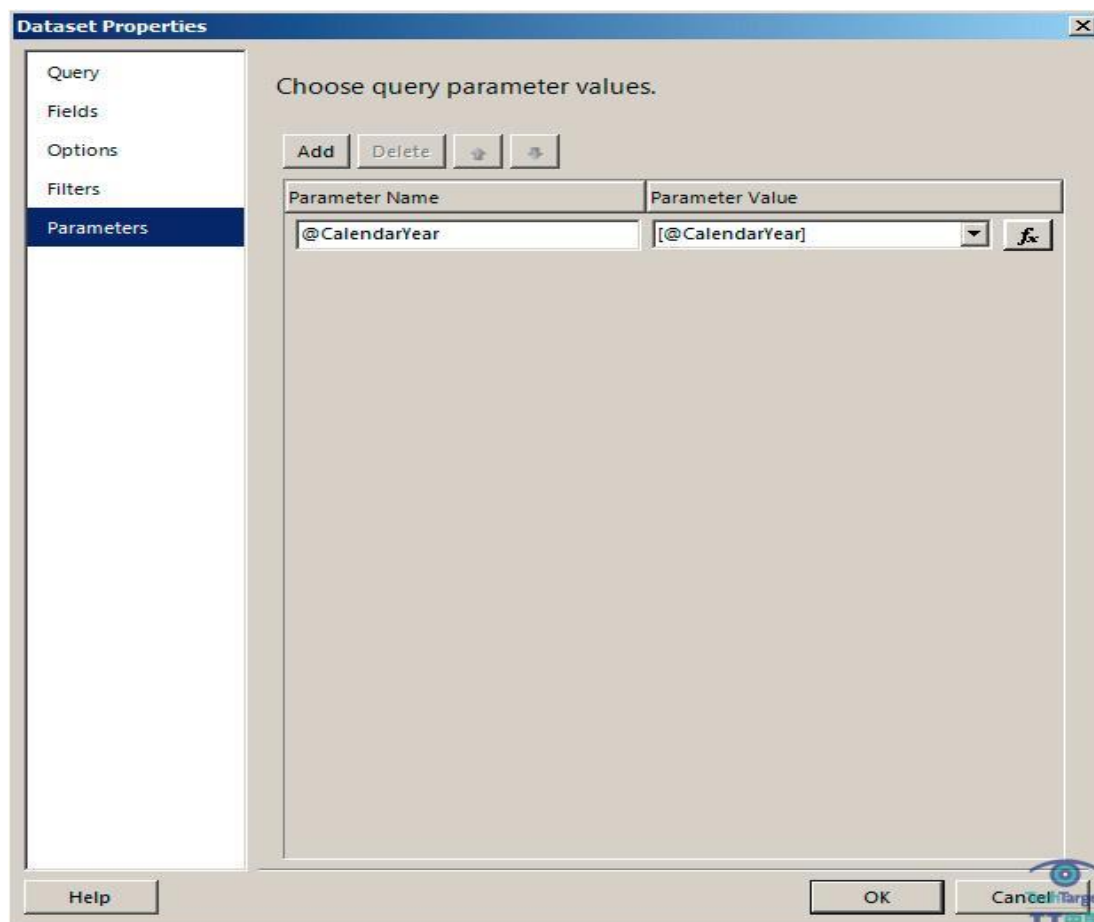 Dataset Properties
Query
Fields
Options
Filters
Parameters
Choose query parameter values.
Add Delete
Parameter Name Parameter Value
@CalendarYear [@CalendarYear] fx
Help OK Cancel